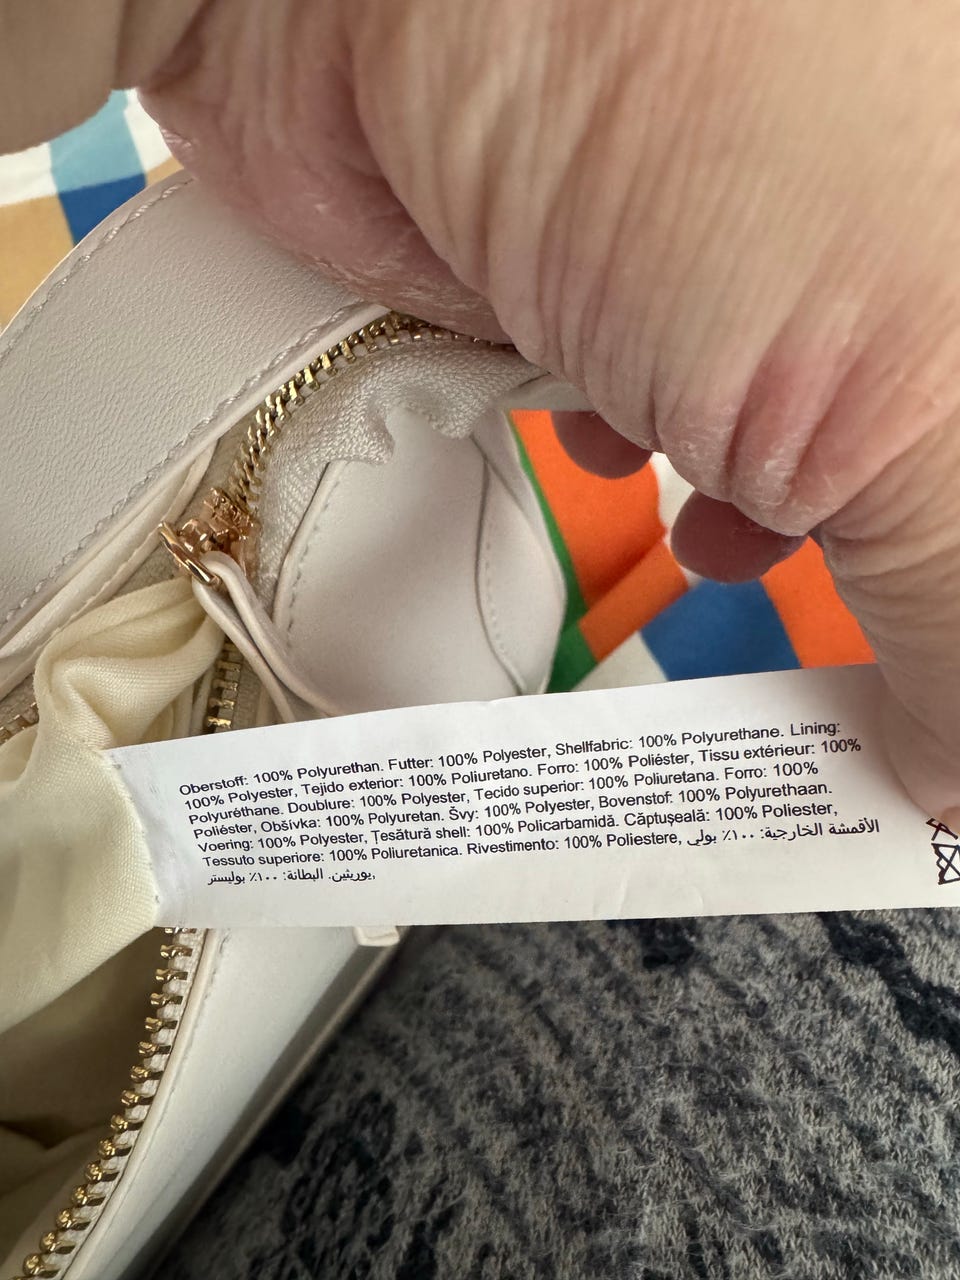 Oberstoff: 100% Polyurethan. Futter: 100% Polyester, Shellfabric: 100% Polyurethane. Lining:
100% Polyester, Tejido exterior: 100% Poliuretano. Forro: 100% Poliéster, Tissu extérieur: 100%
Polyuréthane. Doublure: 100% Polyester, Tecido superior: 100% Poliuretana. Forro: 100%
Poliéster, Obšívka: 100% Polyuretan. Švy: 100% Polyester, Bovenstof: 100% Polyurethaan.
Voering: 100% Polyester, Țesătură shell: 100% Policarbamidă. Căptușeală: 100% Poliester,
Tessuto superiore: 100% Poliuretanica. Rivestimento: 100% Poliestere, الأقمشة الخارجية: ١٠٠٪ بولي
يوريثين. البطانة: ١٠٠٪ بوليستر,